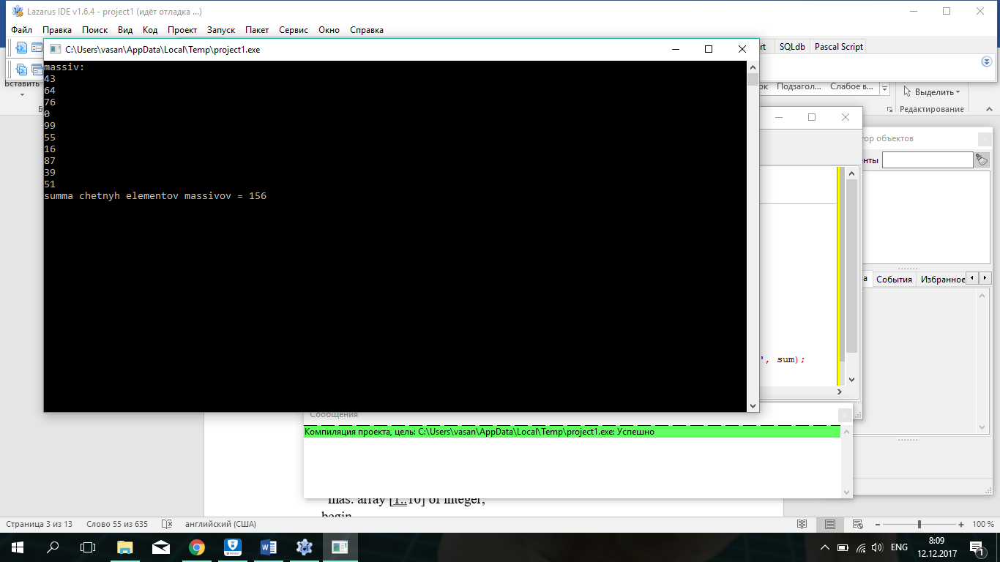 Lazarus IDE v1.6.4 - project1 (идёт отладка ...)
Файл Правка Поиск Вид Код Проект Запуск Пакет Сервис Окно Справка
C:\Users\vasan\AppData\Local\Temp\project1.exe
SQLdb Pascal Script
Вставить
Подзагол... Слабое в...
Выделить
Редактирование
massiv:
43
64
76
0
99
55
16
87
39
51
summa chetnyh elementov massivov = 156
объектов
События Избранное
', sum);
Сообщения
Компиляция проекта, цель: C:\Users\vasan\AppData\Local\Temp\project1.exe: Успешно
mas: array [1..10] of integer;
begin
Страница 3 из 13 Слово 55 из 635 английский (США) 100 %
ENG
8:09
12.12.2017
1